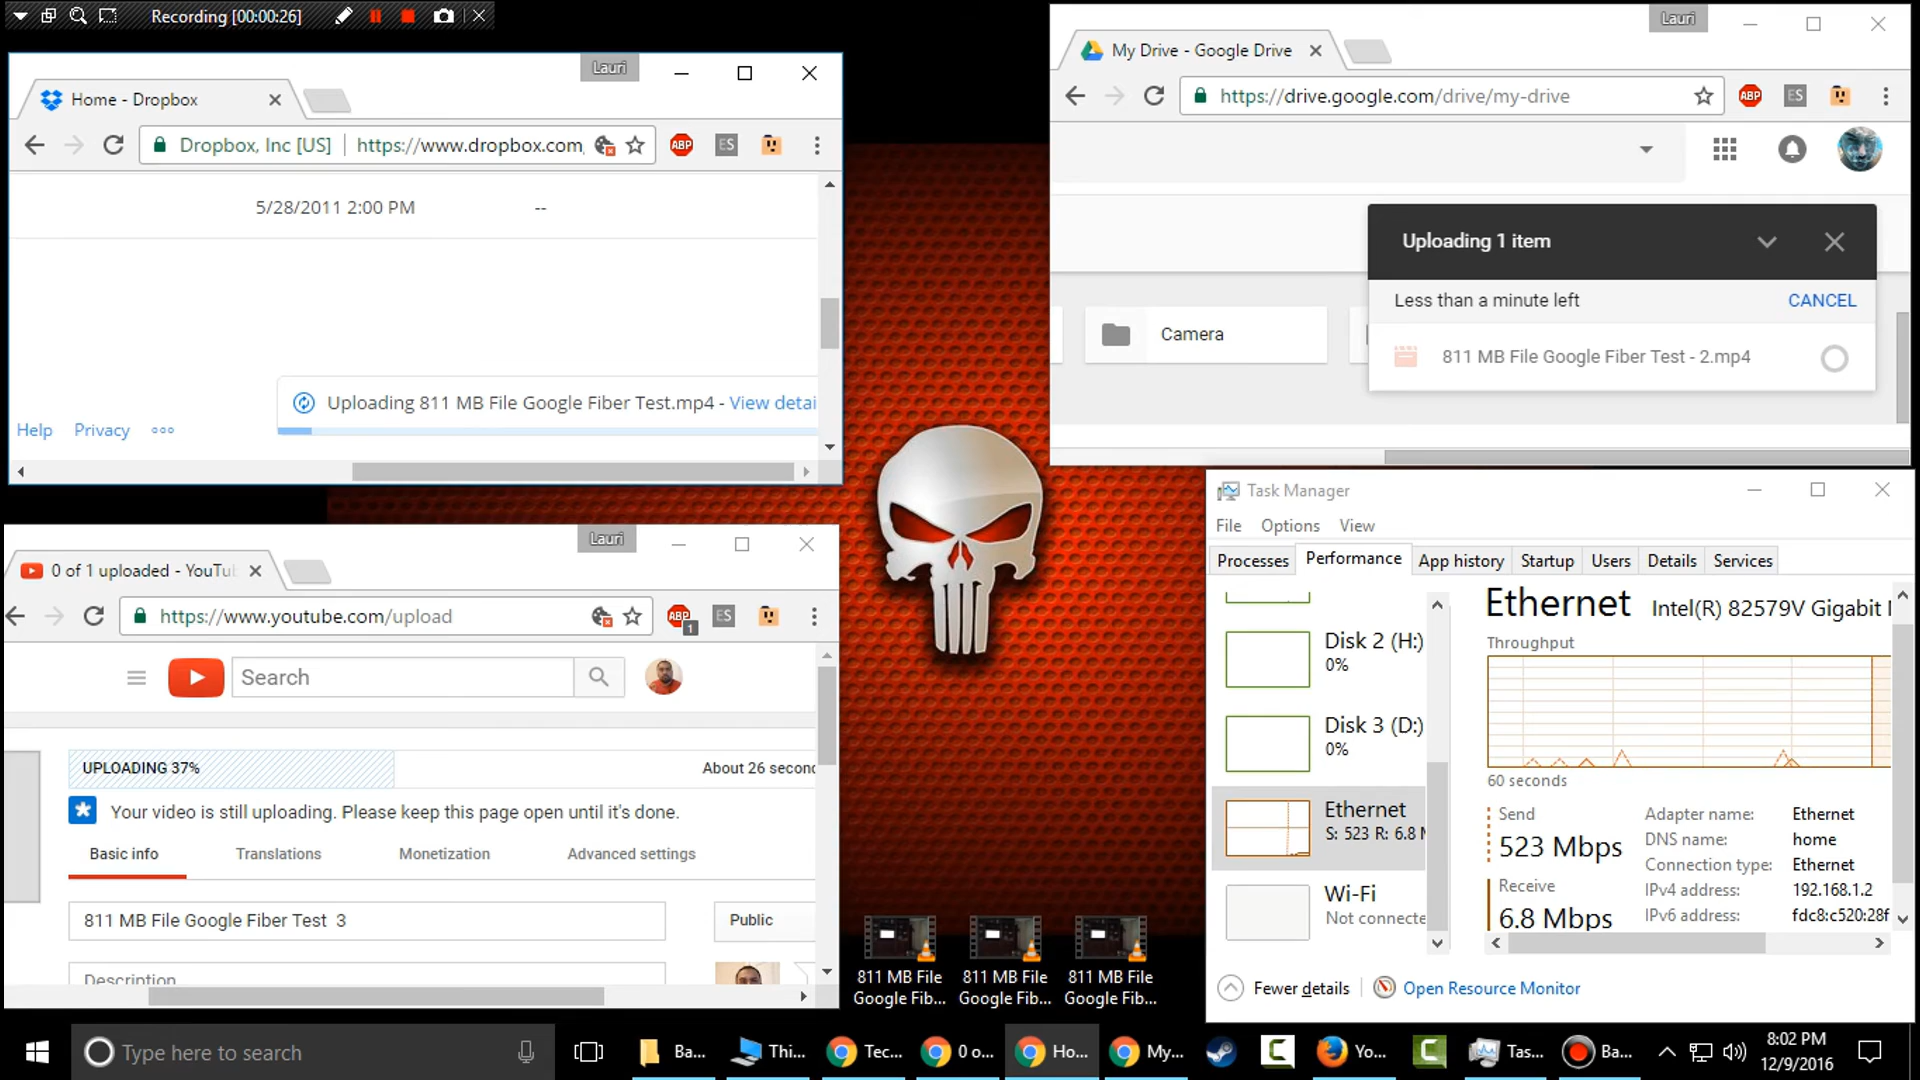 Recording [00:00:26]
Lauri
Home - Dropbox
Dropbox, Inc [US]
https://www.dropbox.com
ABP
ES
5/28/2011 2:00 PM
--
Uploading 811 MB File Google Fiber Test.mp4 - View detai
Help
Privacy
Lauri
My Drive - Google Drive
https://drive.google.com/drive/my-drive
ABP
ES
Uploading 1 item
Less than a minute left
CANCEL
Camera
811 MB File Google Fiber Test - 2.mp4
Lauri
0 of 1 uploaded - YouTu
https://www.youtube.com/upload
ABP
1
ES
Search
UPLOADING 37%
About 26 secon
Your video is still uploading. Please keep this page open until it's done.
Basic info
Translations
Monetization
Advanced settings
811 MB File Google Fiber Test 3
Public
Description
Task Manager
File
Options
View
Processes
Performance
App history
Startup
Users
Details
Services
Disk 2 (H:)
0%
Disk 3 (D:)
0%
Ethernet
S: 523 R: 6.8 M
Wi-Fi
Not connecte
Ethernet
Intel(R) 82579V Gigabit
Throughput
60 seconds
Send
523 Mbps
Receive
6.8 Mbps
Adapter name:
Ethernet
DNS name:
home
Connection type:
Ethernet
IPv4 address:
192.168.1.2
IPv6 address:
fdc8:c520:28f
Fewer details
Open Resource Monitor
811 MB File
Google Fib...
811 MB File
Google Fib...
811 MB File
Google Fib...
Type here to search
Ba...
Thi...
Tec...
0 o...
Ho...
My...
Yo...
Tas...
Ba...
8:02 PM
12/9/2016